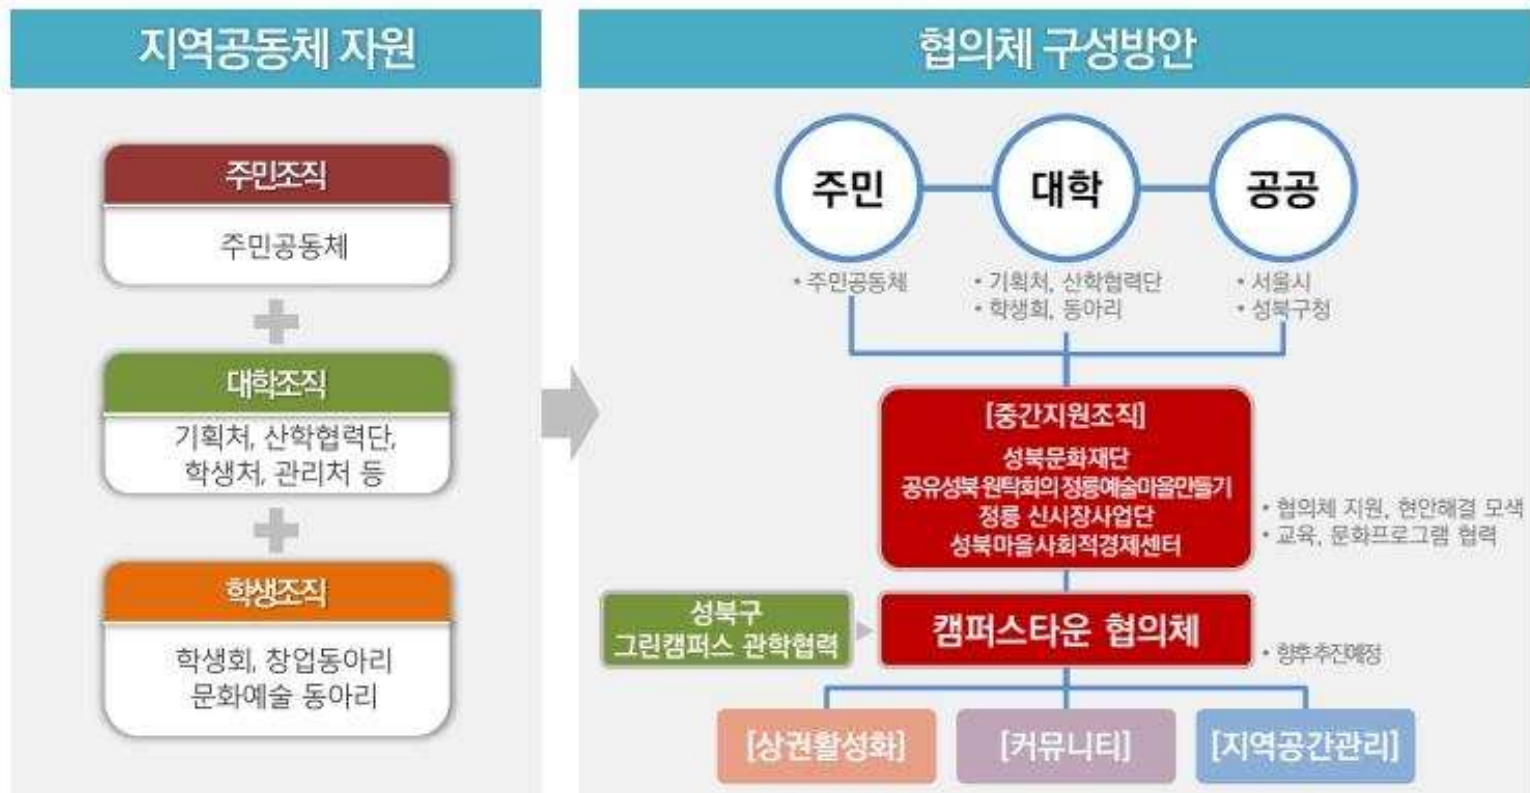 지역공동체 자원
주민조직
주민공동체
대학조직
기획처, 산학협력단,
학생처, 관리처 등
학생조직
학생회, 창업동아리
문화예술 동아리
협의체 구성방안
주민
대학
공공
• 주민공동체
• 기획처, 산학협력단
• 학생회, 동아리
• 서울시
• 성북구청
[중간지원조직]
성북문화재단
공유성북 원탁회의 정릉예술마을만들기
정릉 신시장사업단
성북마을사회적경제센터
• 협의체 지원, 현안해결 모색
• 교육, 문화프로그램 협력
성북구
그린캠퍼스 관학협력
캠퍼스타운 협의체
• 향후추진예정
[상권활성화]
[커뮤니티]
[지역공간관리]